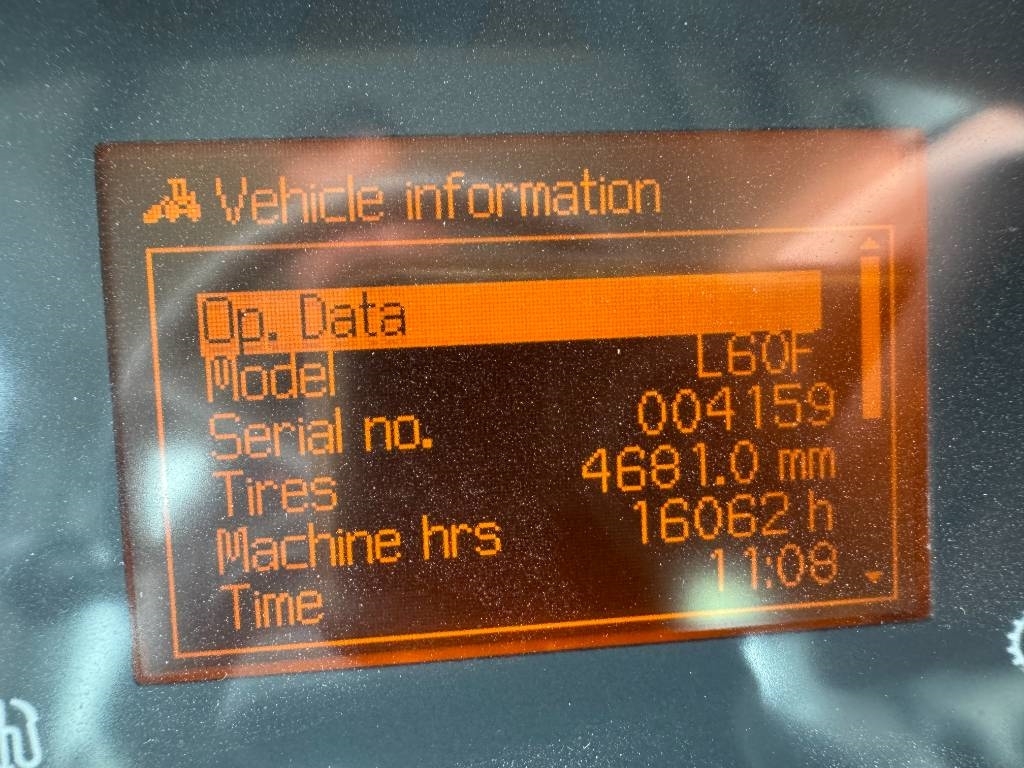 Vehicle information
Op. Data
Model L60F
Serial no. 004159
Tires 4681.0 mm
Machine hrs 16062 h
Time 11:08